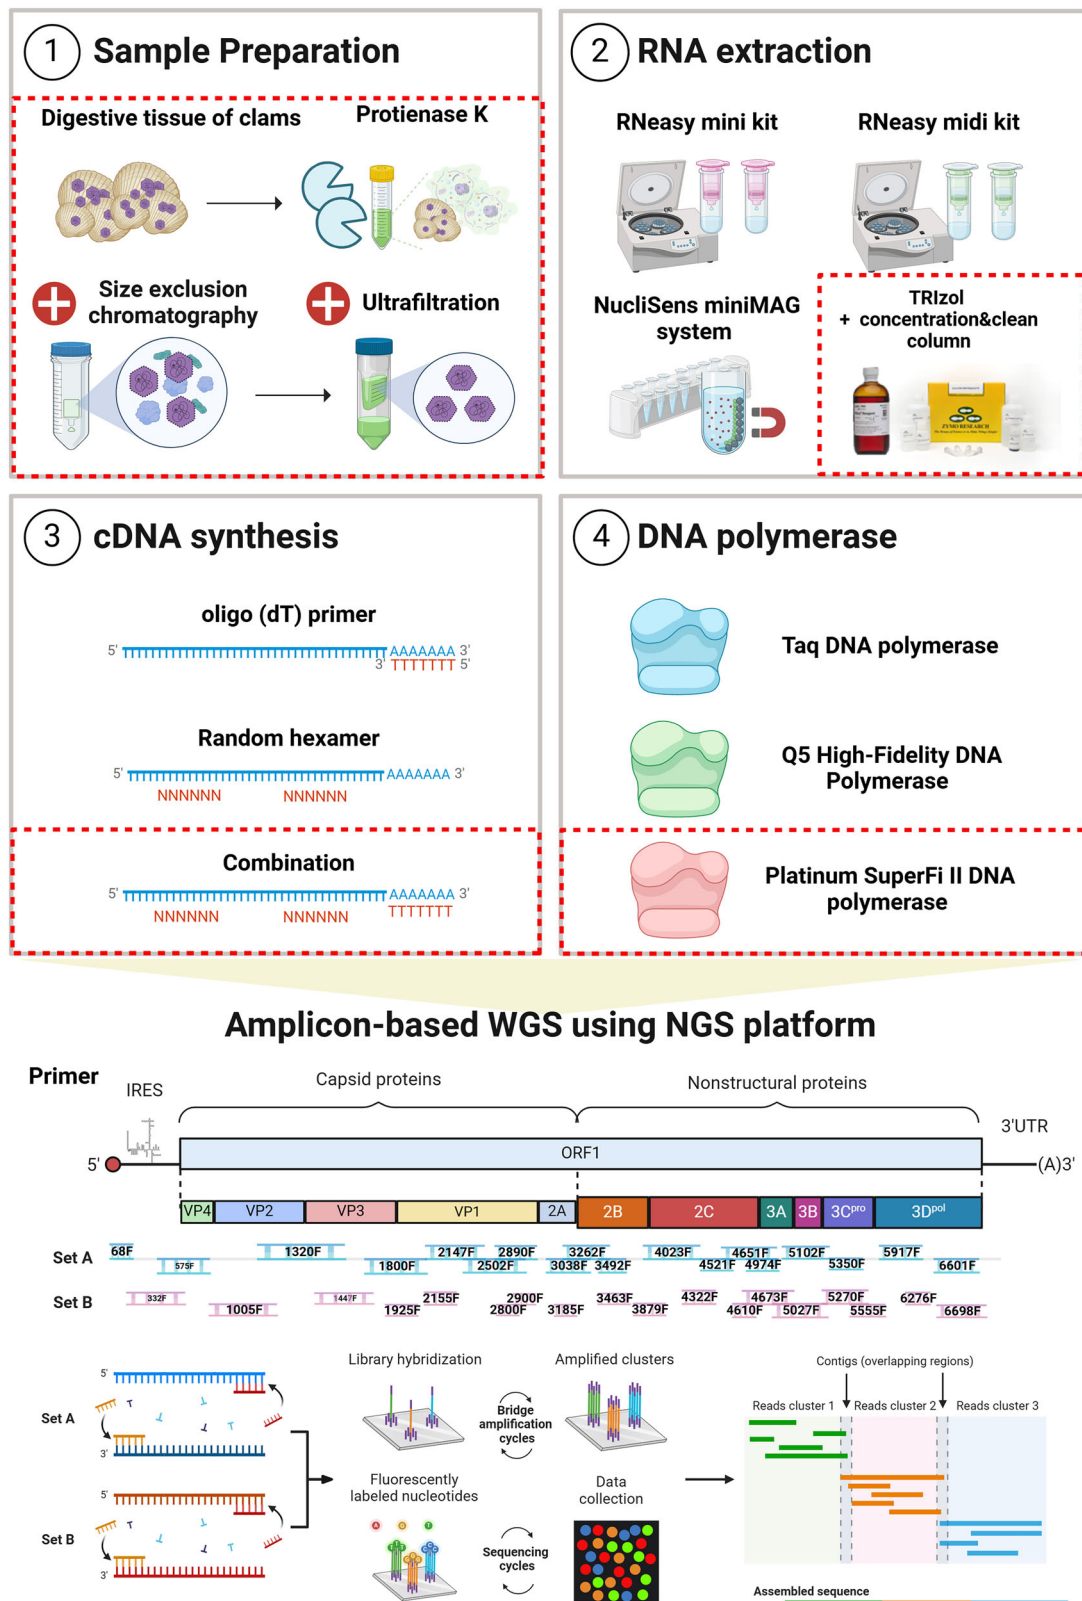 1 Sample Preparation
Digestive tissue of clams
Protienase K
Size exclusion
chromatography
Ultrafiltration
2 RNA extraction
RNeasy mini kit
RNeasy midi kit
NucliSens miniMAG
system
TRIzol
+ concentration&clean
column
ZYMO RESEARCH
3 cDNA synthesis
oligo (dT) primer
5' AAAAAAA 3'
3' TTTTTTT 5'
Random hexamer
5' AAAAAAA 3'
NNNNNN NNNNNN
Combination
5' AAAAAAA 3'
NNNNNN NNNNNN TTTTTTT
4 DNA polymerase
Taq DNA polymerase
Q5 High-Fidelity DNA
Polymerase
Platinum SuperFi II DNA
polymerase
Amplicon-based WGS using NGS platform
Primer
IRES
Capsid proteins
Nonstructural proteins
3'UTR
5' ORF1 (A)3'
VP4 VP2 VP3 VP1 2A 2B 2C 3A 3B 3Cpro 3Dpol
Set A
68F 1320F 2147F 2890F 3262F 4023F 4651F 5102F 5917F
575F 1800F 2502F 3038F 3492F 4521F 4974F 5350F 6601F
Set B
332F 1447F 2155F 2900F 3463F 4322F 4673F 5270F 6276F
1005F 1925F 2800F 3185F 3879F 4610F 5027F 5555F 6698F
Library hybridization
Amplified clusters
Bridge
amplification
cycles
Contigs (overlapping regions)
Reads cluster 1 Reads cluster 2 Reads cluster 3
5'
Set A
3'
5'
Set B
3'
Fluorescently
labeled nucleotides
A G T
T T T
G G G
C C C
Sequencing
cycles
Data
collection
Assembled sequence